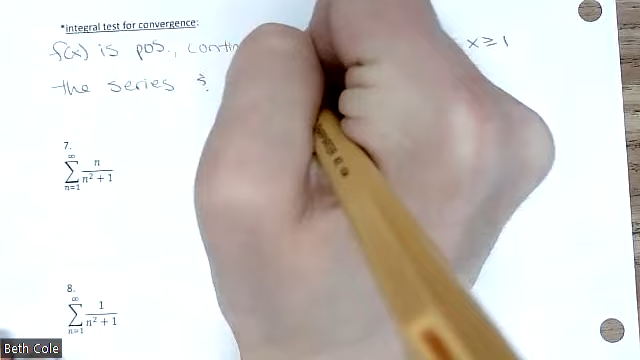 *Integral test for convergence:
f(x) is pos., contin x ≥ 1
the series
7.
∞
∑ n/(n² + 1)
n=1
8.
∞
∑ 1/(n² + 1)
n=1
Beth Cole